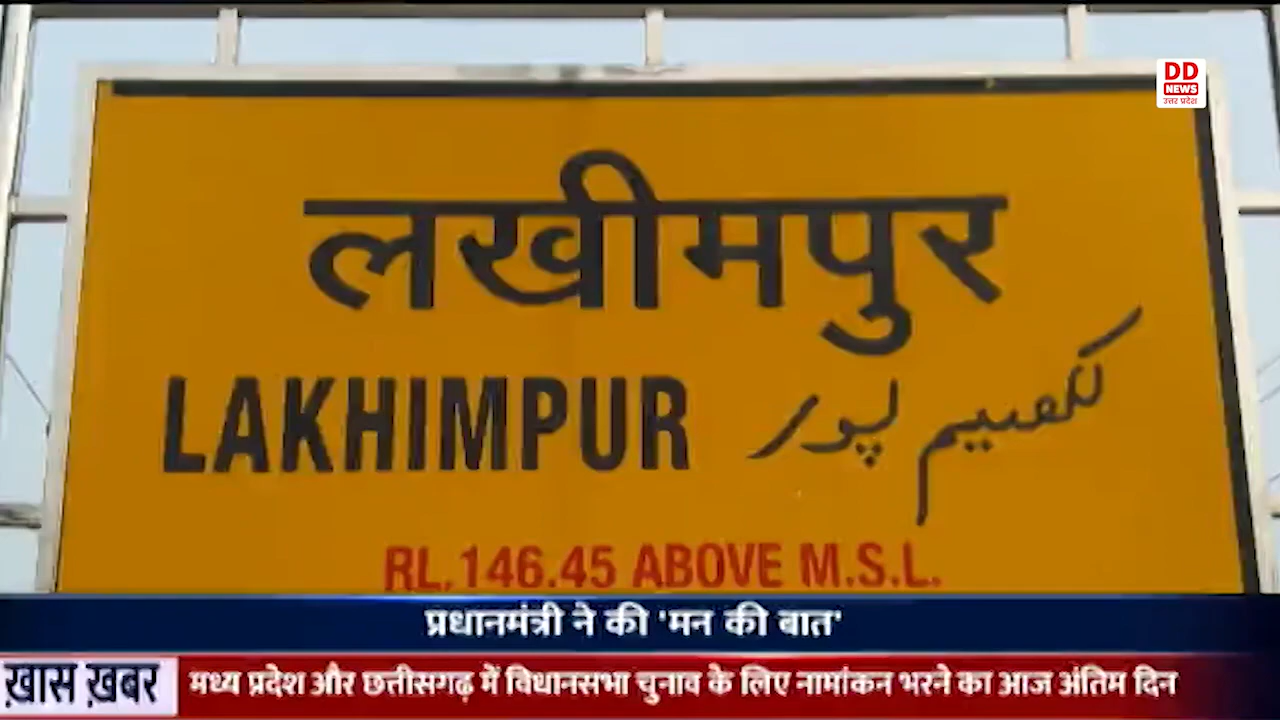 DD
NEWS
उत्तर प्रदेश
लखीमपुर
LAKHIMPUR لکھیم پور
RL.146.45 ABOVE M.S.L.
प्रधानमंत्री ने की 'मन की बात'
ख़ास ख़बर मध्य प्रदेश और छत्तीसगढ़ में विधानसभा चुनाव के लिए नामांकन भरने का आज अंतिम दिन